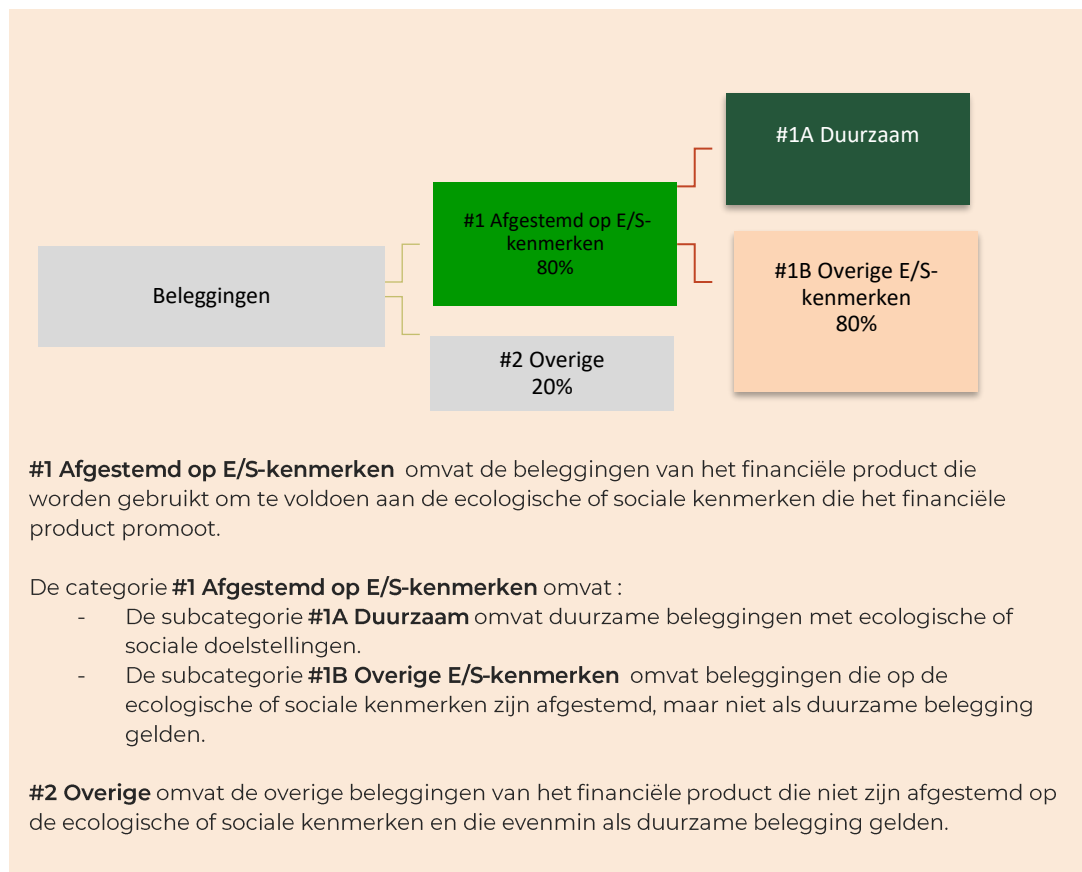 #1A Duurzaam
#1 Afgestemd op E/S-
kenmerken
80%
#1B Overige E/S-
kenmerken
80%
Beleggingen
#2 Overige
20%
#1 Afgestemd op E/S-kenmerken omvat de beleggingen van het financiële product die
worden gebruikt om te voldoen aan de ecologische of sociale kenmerken die het financiële
product promoot.
De categorie #1 Afgestemd op E/S-kenmerken omvat :
- De subcategorie #1A Duurzaam omvat duurzame beleggingen met ecologische of
sociale doelstellingen.
- De subcategorie #1B Overige E/S-kenmerken omvat beleggingen die op de
ecologische of sociale kenmerken zijn afgestemd, maar niet als duurzame belegging
gelden.
#2 Overige omvat de overige beleggingen van het financiële product die niet zijn afgestemd op
de ecologische of sociale kenmerken en die evenmin als duurzame belegging gelden.